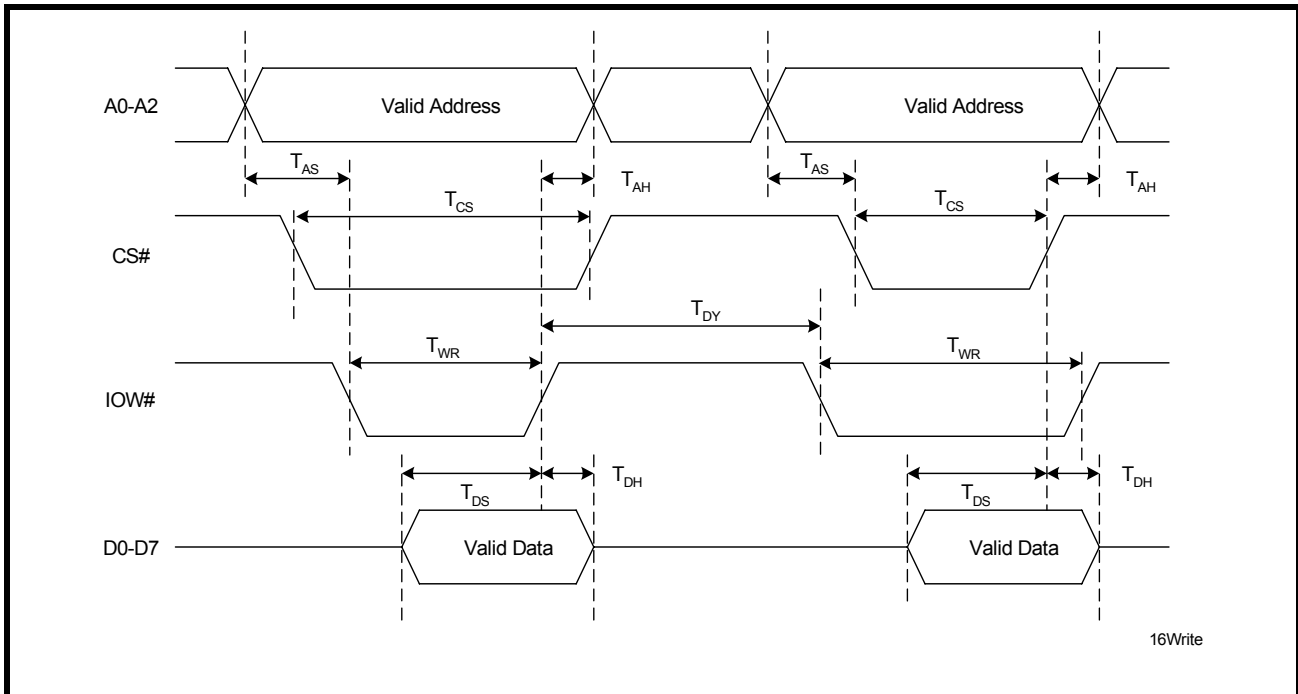 A0-A2
Valid Address
Valid Address
TAS
TAH
TAS
TAH
TCS
TCS
CS#
TDY
TWR
TWR
IOW#
TDS
TDH
TDS
TDH
D0-D7
Valid Data
Valid Data
16Write